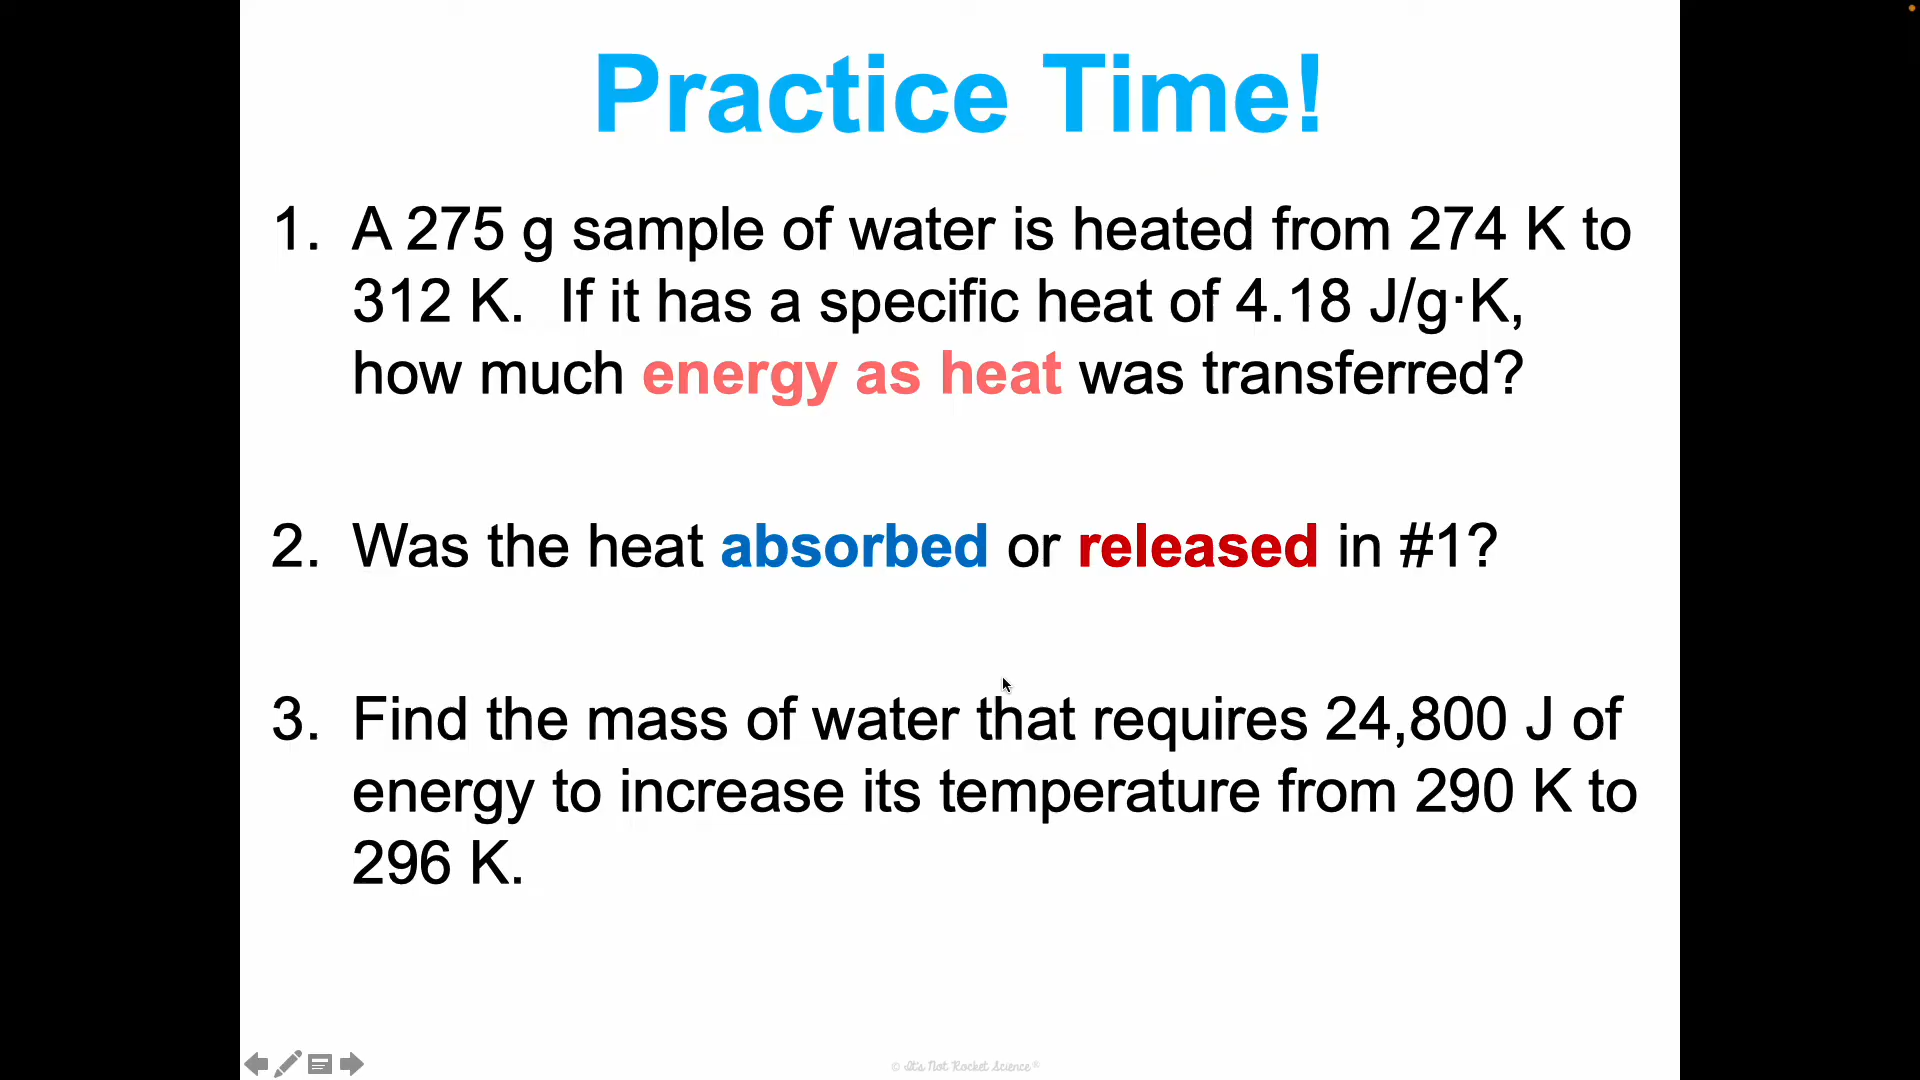 Practice Time!
1. A 275 g sample of water is heated from 274 K to
312 K.  If it has a specific heat of 4.18 J/g·K,
how much energy as heat was transferred?
2. Was the heat absorbed or released in #1?
3. Find the mass of water that requires 24,800 J of
energy to increase its temperature from 290 K to
296 K.
© It's Not Rocket Science®